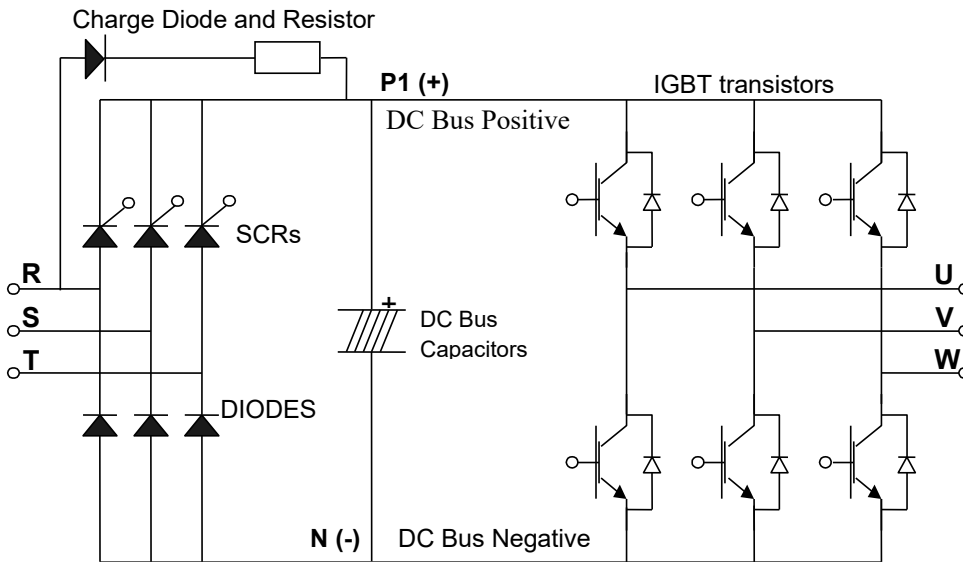 Charge Diode and Resistor
P1 (+)
IGBT transistors
DC Bus Positive
SCRs
R
U
S
+
DC Bus
V
Capacitors
T
W
DIODES
N (-)
DC Bus Negative